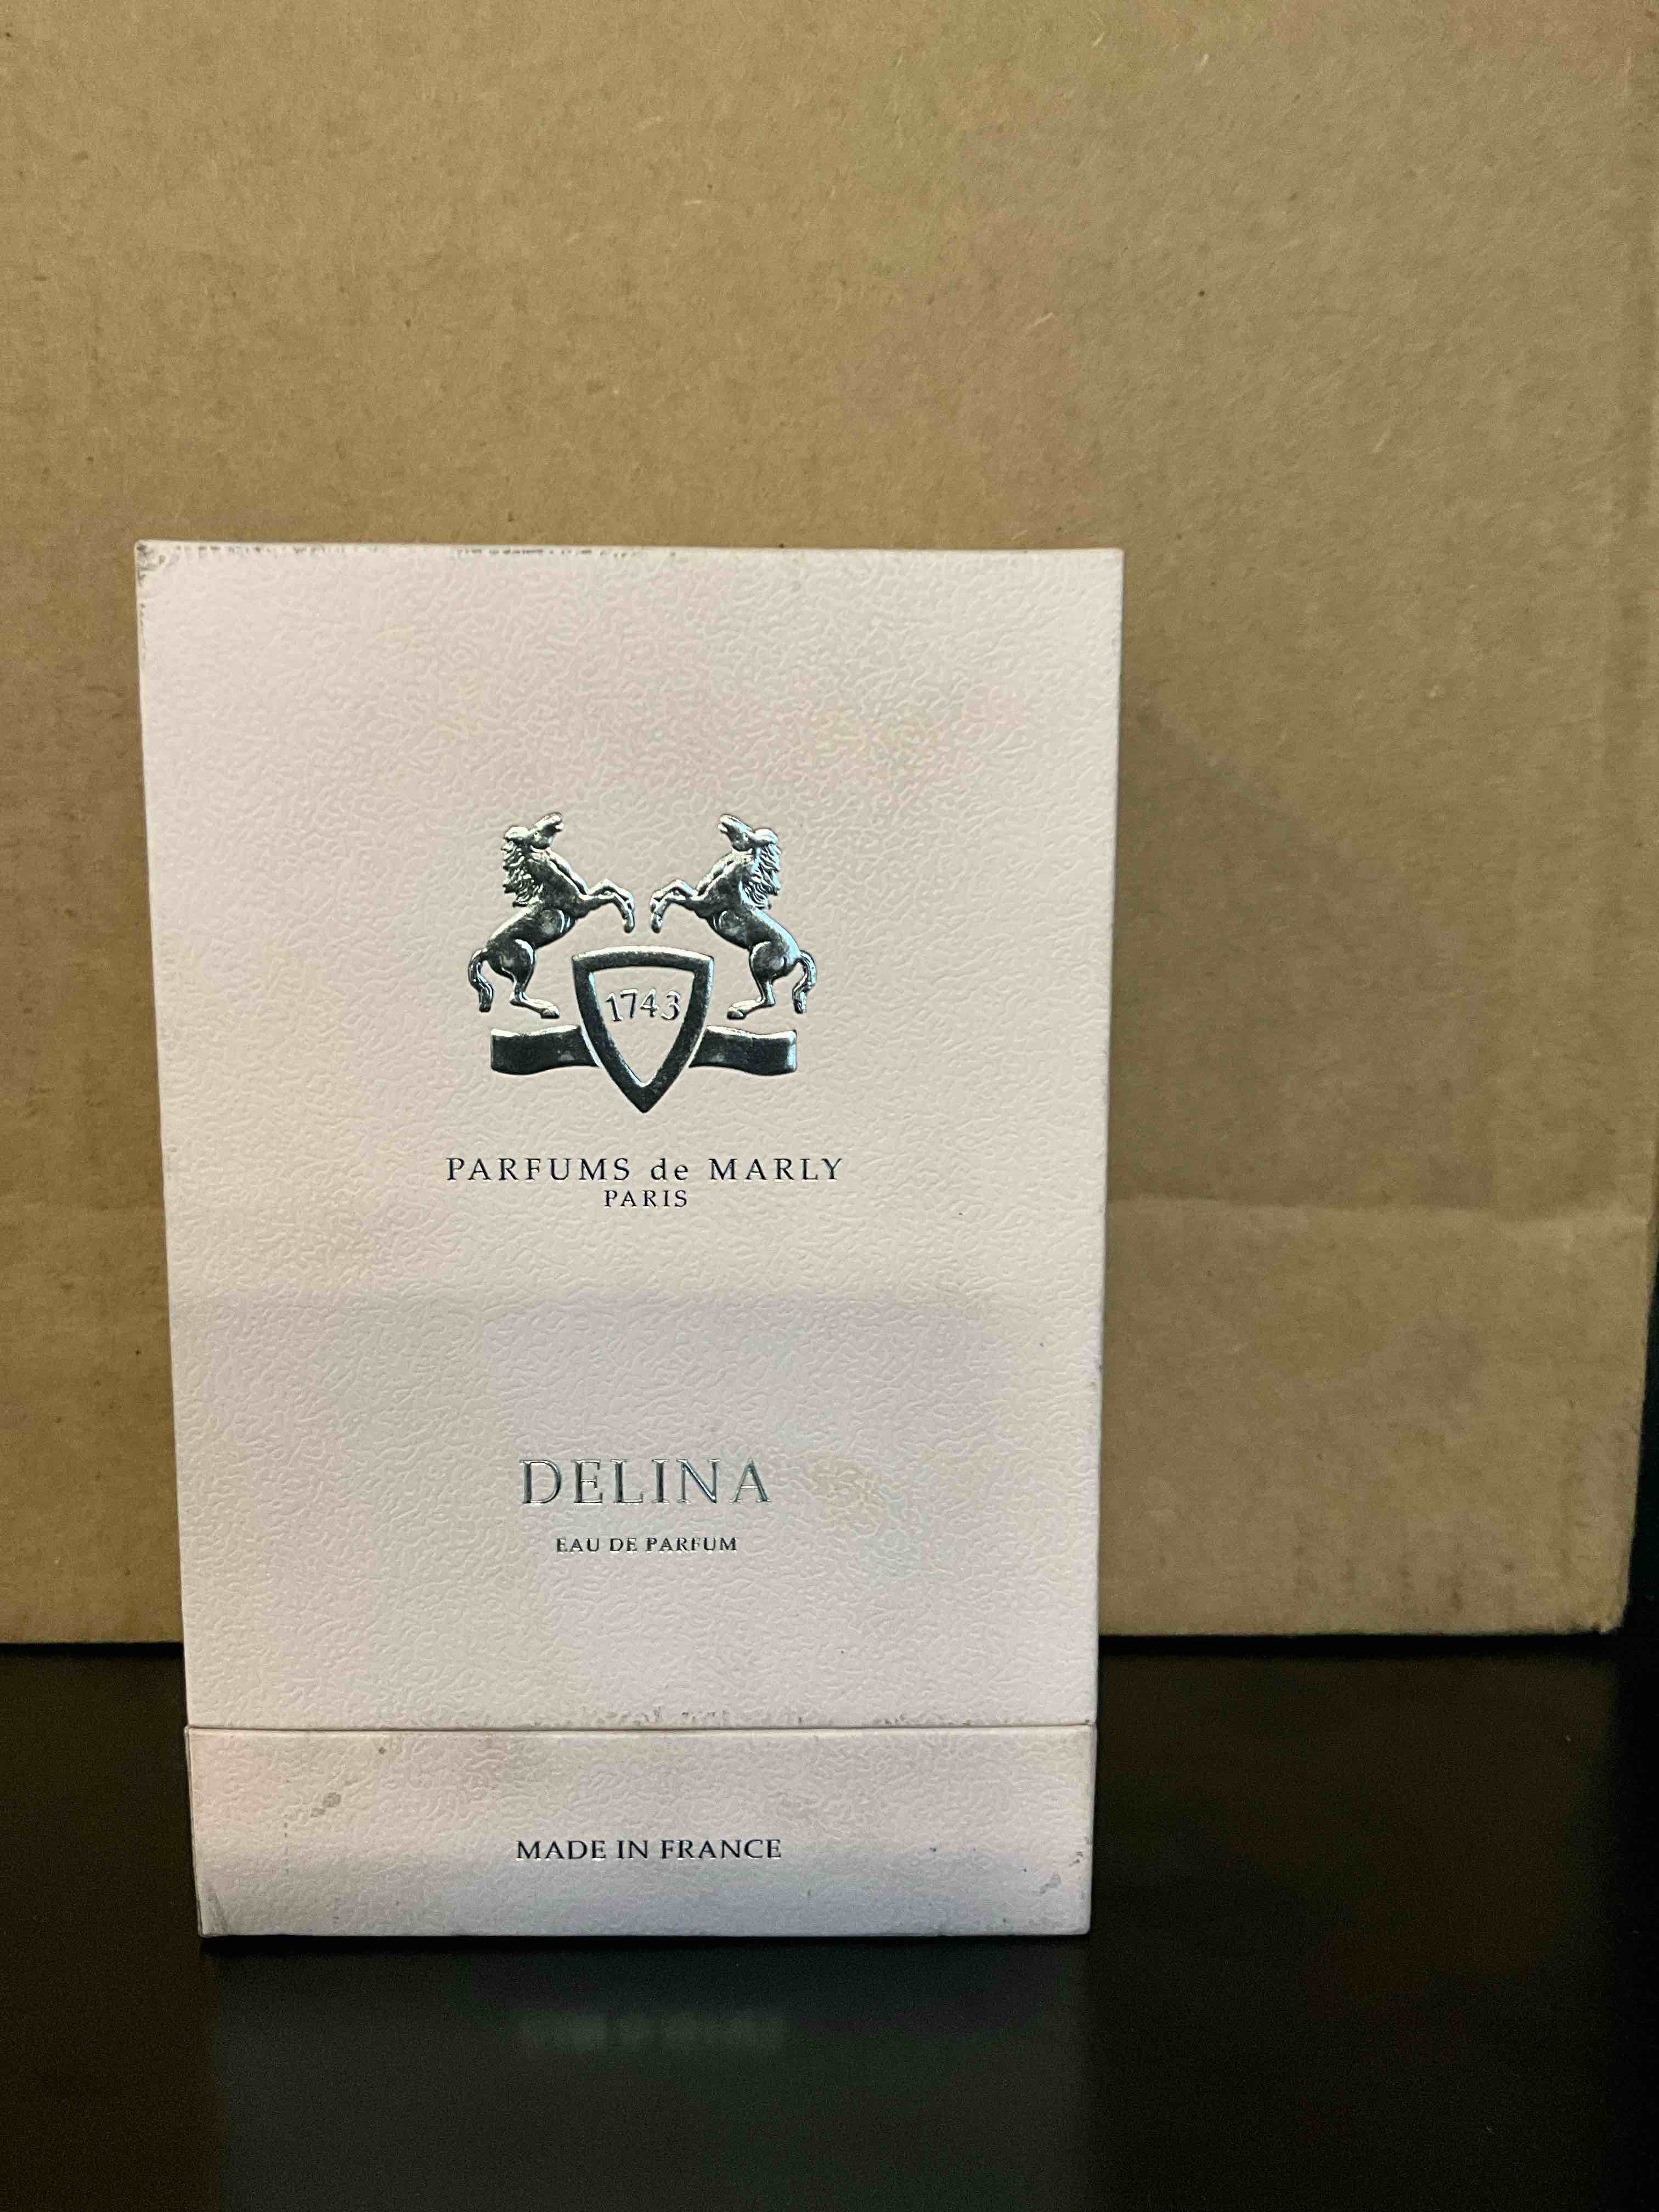 1743
PARFUMS de MARLY
PARIS
DELINA
EAU DE PARFUM
MADE IN FRANCE